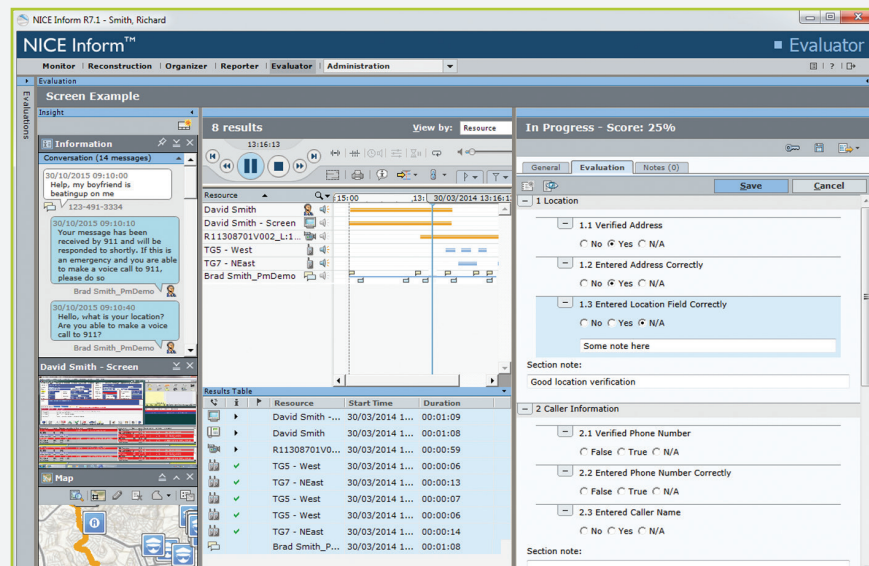 NICE Inform R7.1 - Smith, Richard
NICE Inform™
Evaluator
Monitor | Reconstruction | Organizer | Reporter | Evaluator | Administration
Evaluations
Evaluation
Screen Example
Insight
Information
Conversation (14 messages)
30/10/2015 09:10:00
Help, my boyfriend is
beatingup on me
123-491-3334
30/10/2015 09:10:10
Your message has been
received by 911 and will be
responded to shortly. If this is
an emergency and you are able
to make a voice call to 911,
please do so
Brad Smith_PmDemo
30/10/2015 09:10:40
Hello, what is your location?
Are you able to make a voice
call to 911?
Brad Smith_PmDemo
David Smith - Screen
Map
8 results
View by: Resource
13:16:13
Resource
:15:00 ,13: 30/03/2014 13:16:1
David Smith
David Smith - Screen
R11308701V002_L:1...
TG5 - West
TG7 - NEast
Brad Smith_PmDemo
Results Table
Resource Start Time Duration
David Smith -... 30/03/2014 1... 00:01:09
David Smith 30/03/2014 1... 00:01:08
R11308701V0... 30/03/2014 1... 00:00:59
TG5 - West 30/03/2014 1... 00:00:06
TG7 - NEast 30/03/2014 1... 00:00:13
TG5 - West 30/03/2014 1... 00:00:07
TG5 - West 30/03/2014 1... 00:00:06
TG7 - NEast 30/03/2014 1... 00:00:14
Brad Smith_P... 30/03/2014 1... 00:01:08
In Progress - Score: 25%
General Evaluation Notes (0)
Save Cancel
1 Location
1.1 Verified Address
No Yes N/A
1.2 Entered Address Correctly
No Yes N/A
1.3 Entered Location Field Correctly
No Yes N/A
Some note here
Section note:
Good location verification
2 Caller Information
2.1 Verified Phone Number
False True N/A
2.2 Entered Phone Number Correctly
False True N/A
2.3 Entered Caller Name
No Yes N/A
Section note: